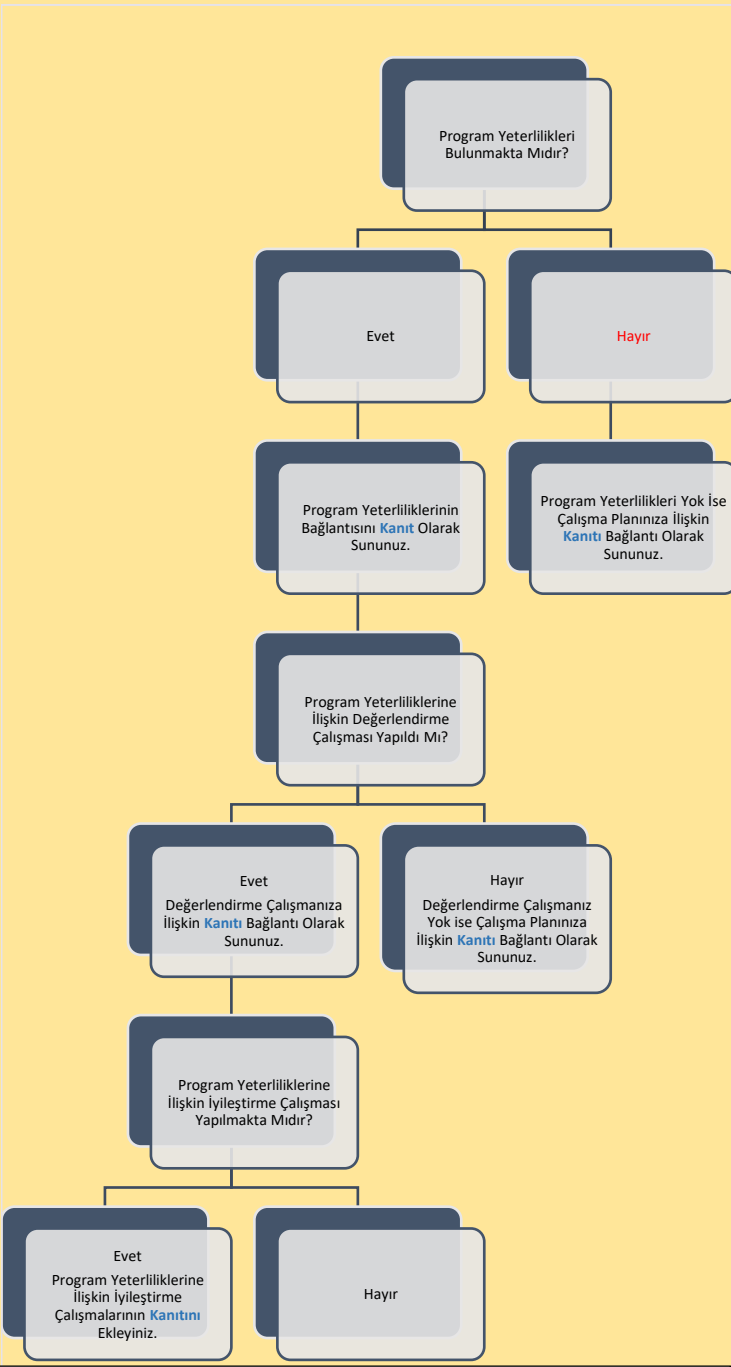 Program Yeterlilikleri
Bulunmakta Mıdır?
Evet
Hayır
Program Yeterliliklerinin
Bağlantısını Kanıt Olarak
Sununuz.
Program Yeterlilikleri Yok İse
Çalışma Planınıza İlişkin
Kanıtı Bağlantı Olarak
Sununuz.
Program Yeterliliklerine
İlişkin Değerlendirme
Çalışması Yapıldı Mı?
Evet
Değerlendirme Çalışmanıza
İlişkin Kanıtı Bağlantı Olarak
Sununuz.
Hayır
Değerlendirme Çalışmanız
Yok ise Çalışma Planınıza
İlişkin Kanıtı Bağlantı Olarak
Sununuz.
Program Yeterliliklerine
İlişkin İyileştirme Çalışması
Yapılmakta Mıdır?
Evet
Program Yeterliliklerine
İlişkin İyileştirme
Çalışmalarının Kanıtını
Ekleyiniz.
Hayır